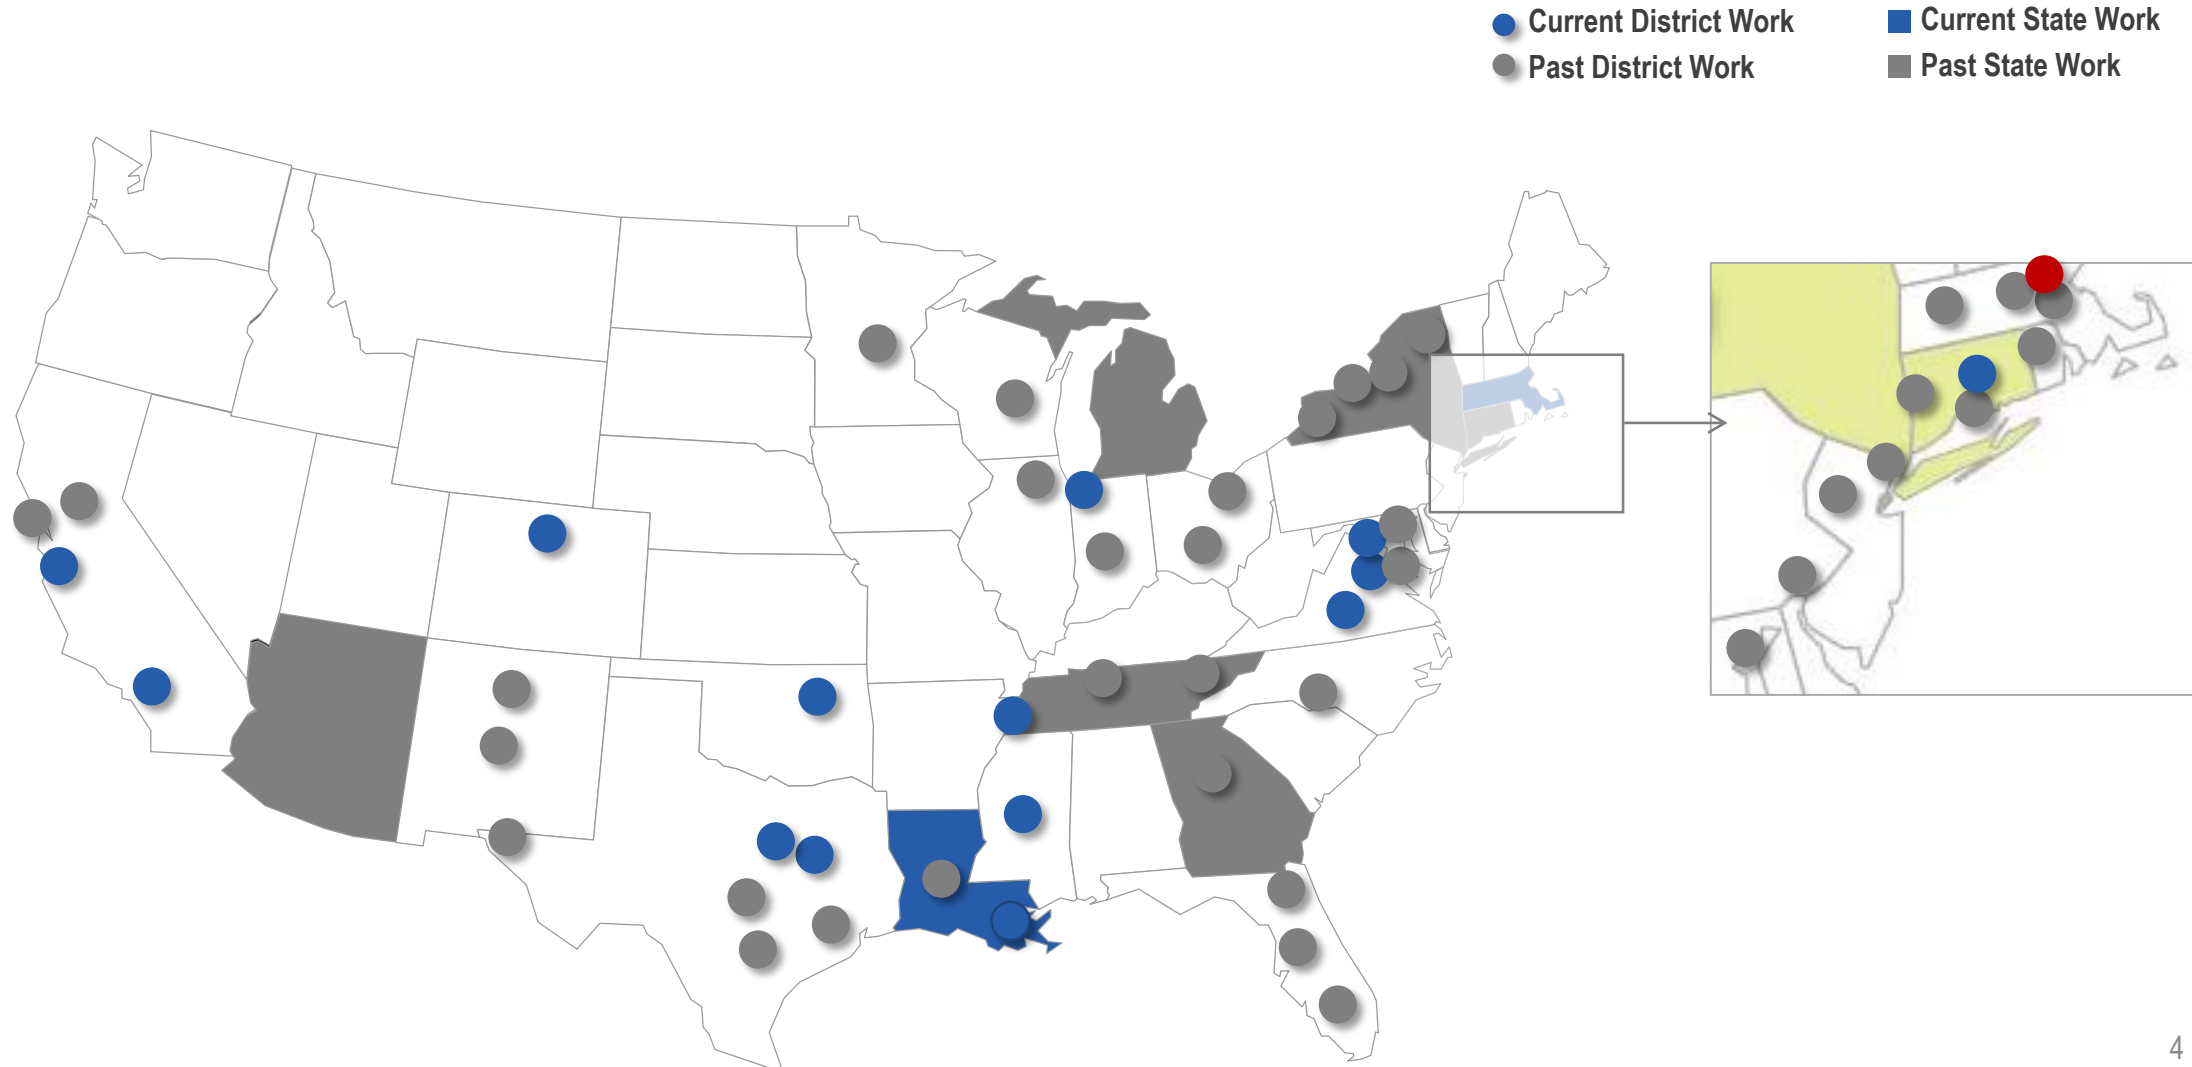 Current District Work
Current State Work
Past District Work
Past State Work
4